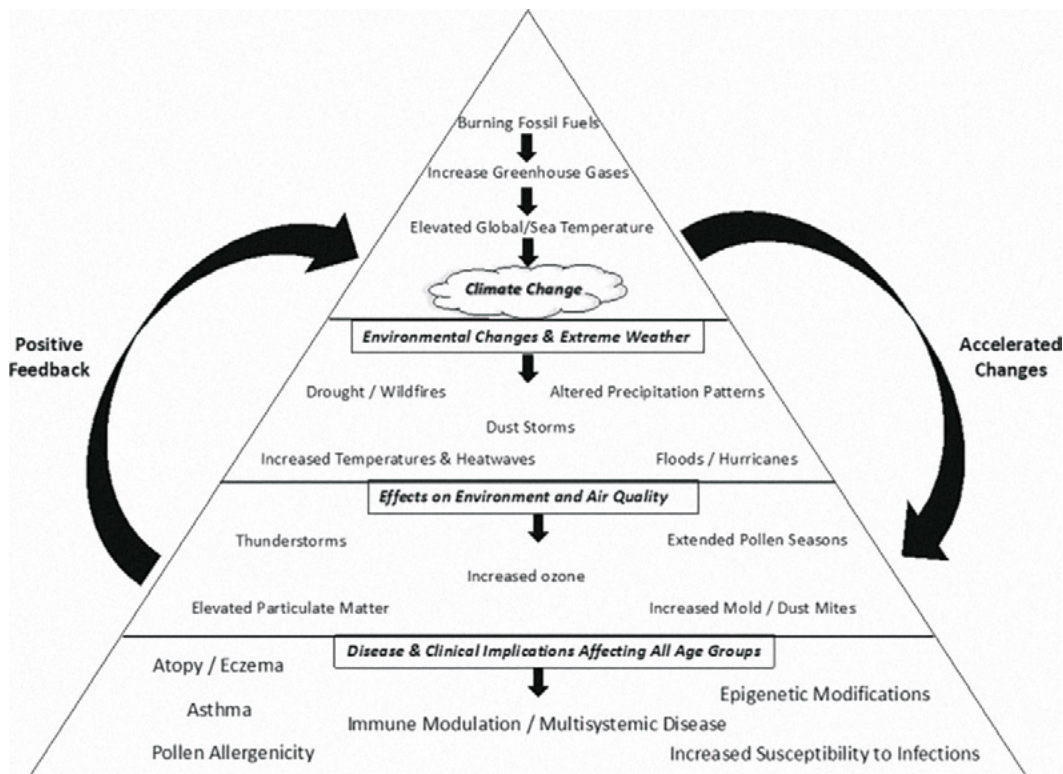 Burning Fossil Fuels
Increase Greenhouse Gases
Elevated Global/Sea Temperature
Climate Change
Positive
Feedback
Accelerated
Changes
Environmental Changes & Extreme Weather
Drought / Wildfires
Altered Precipitation Patterns
Dust Storms
Increased Temperatures & Heatwaves
Floods / Hurricanes
Effects on Environment and Air Quality
Thunderstorms
Extended Pollen Seasons
Increased ozone
Elevated Particulate Matter
Increased Mold / Dust Mites
Disease & Clinical Implications Affecting All Age Groups
Atopy / Eczema
Epigenetic Modifications
Asthma
Immune Modulation / Multisystemic Disease
Pollen Allergenicity
Increased Susceptibility to Infections